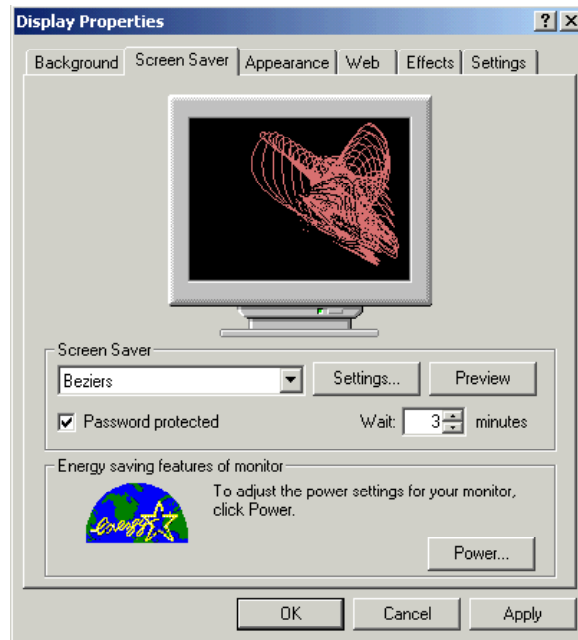 Display Properties
? X
Background Screen Saver Appearance Web Effects Settings
Screen Saver
Beziers Settings... Preview
Password protected Wait: 3 minutes
Energy saving features of monitor
To adjust the power settings for your monitor,
click Power.
energy
Power...
OK Cancel Apply